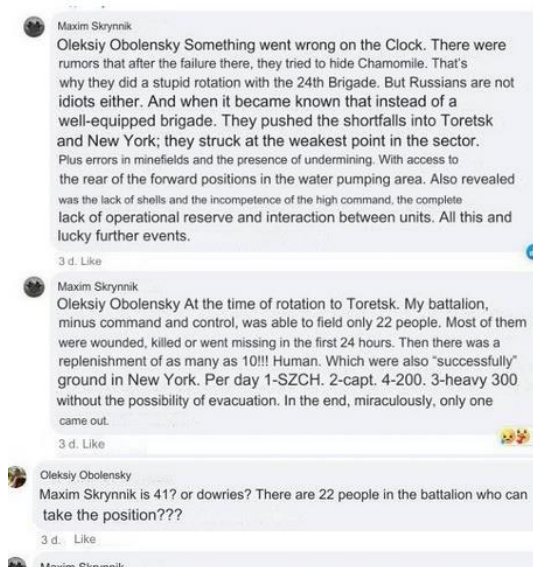 Maxim Skrynnik
Oleksiy Obolensky Something went wrong on the Clock. There were
rumors that after the failure there, they tried to hide Chamomile. That's
why they did a stupid rotation with the 24th Brigade. But Russians are not
idiots either. And when it became known that instead of a
well-equipped brigade. They pushed the shortfalls into Toretsk
and New York; they struck at the weakest point in the sector.
Plus errors in minefields and the presence of undermining. With access to
the rear of the forward positions in the water pumping area. Also revealed
was the lack of shells and the incompetence of the high command, the complete
lack of operational reserve and interaction between units. All this and
lucky further events.
3 d. Like
Maxim Skrynnik
Oleksiy Obolensky At the time of rotation to Toretsk. My battalion,
minus command and control, was able to field only 22 people. Most of them
were wounded, killed or went missing in the first 24 hours. Then there was a
replenishment of as many as 10!!! Human. Which were also "successfully"
ground in New York. Per day 1-SZCH. 2-capt. 4-200. 3-heavy 300
without the possibility of evacuation. In the end, miraculously, only one
came out.
3 d. Like
Oleksiy Obolensky
Maxim Skrynnik is 41? or dowries? There are 22 people in the battalion who can
take the position???
3 d. Like
Maxim Skrynnik